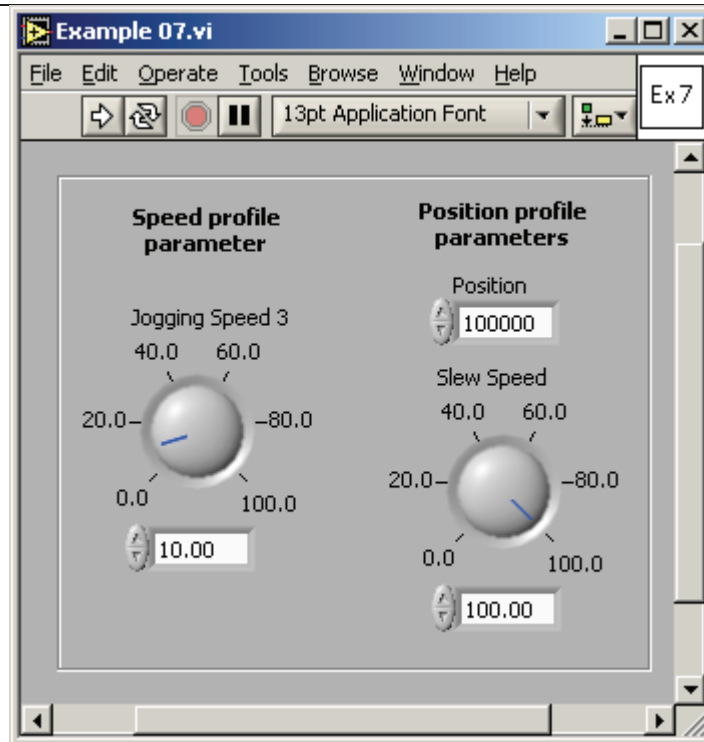 Example 07.vi
File Edit Operate Tools Browse Window Help
Ex 7
13pt Application Font
Speed profile
parameter
Jogging Speed 3
40.0 60.0
20.0 80.0
0.0 100.0
10.00
Position profile
parameters
Position
100000
Slew Speed
40.0 60.0
20.0 80.0
0.0 100.0
100.00